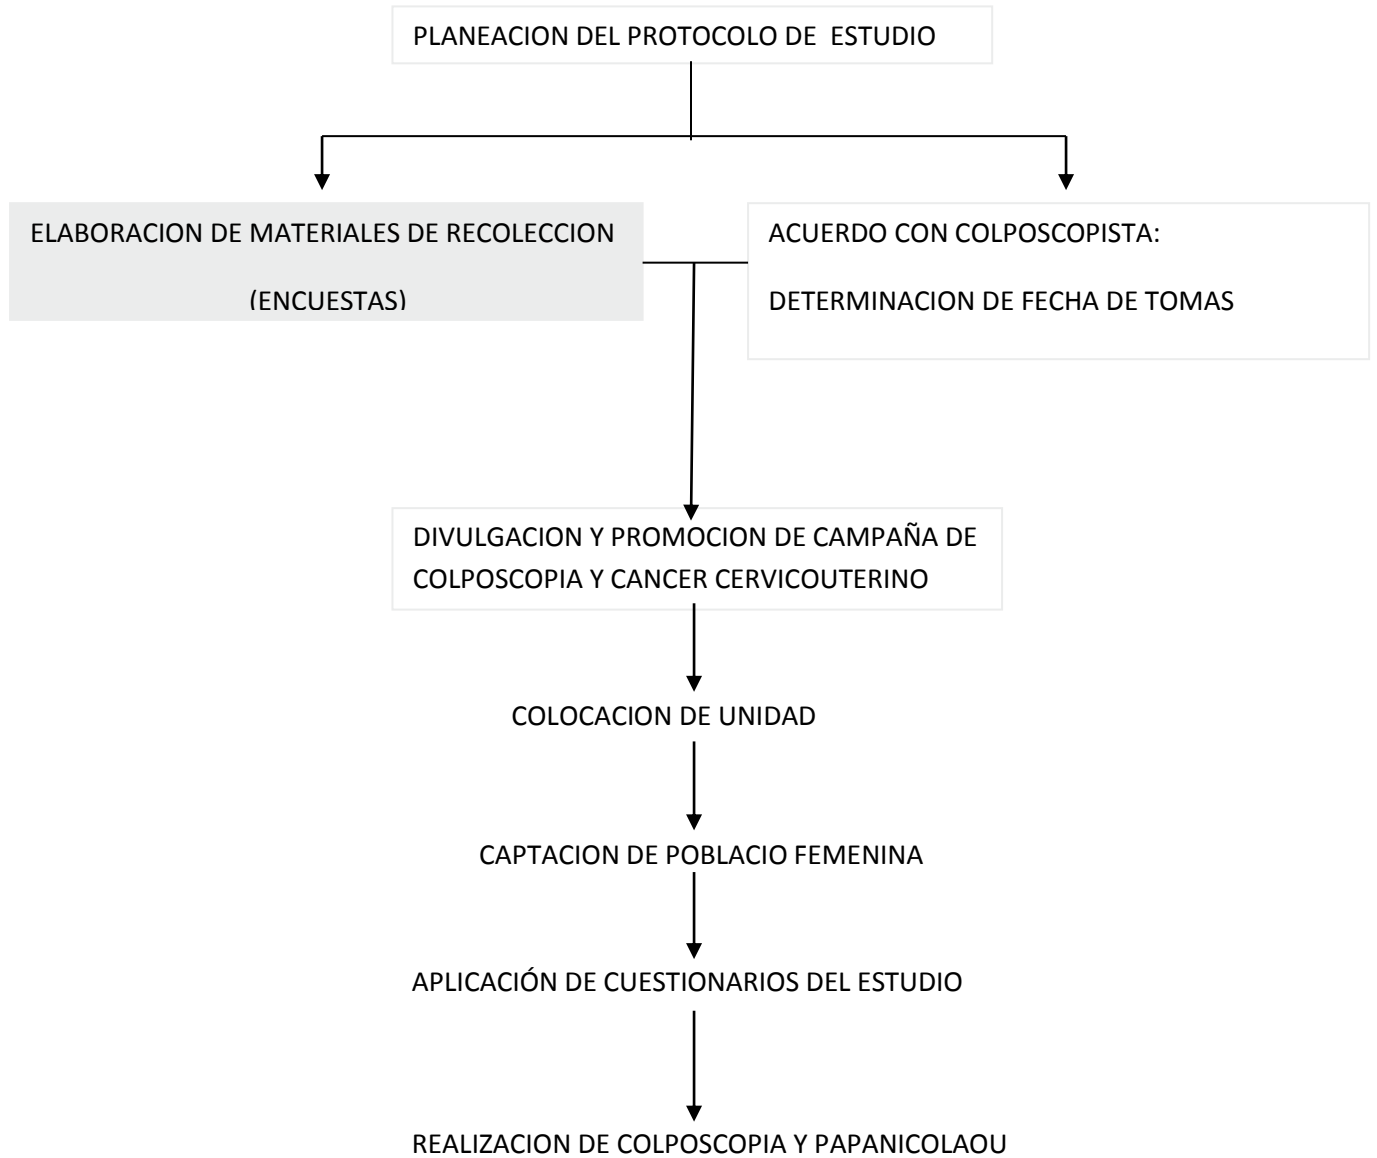 PLANEACION DEL PROTOCOLO DE ESTUDIO
ELABORACION DE MATERIALES DE RECOLECCION
(ENCUESTAS)
ACUERDO CON COLPOSCOPISTA:
DETERMINACION DE FECHA DE TOMAS
DIVULGACION Y PROMOCION DE CAMPAÑA DE
COLPOSCOPIA Y CANCER CERVICOUTERINO
COLOCACION DE UNIDAD
CAPTACION DE POBLACIO FEMENINA
APLICACIÓN DE CUESTIONARIOS DEL ESTUDIO
REALIZACION DE COLPOSCOPIA Y PAPANICOLAOU